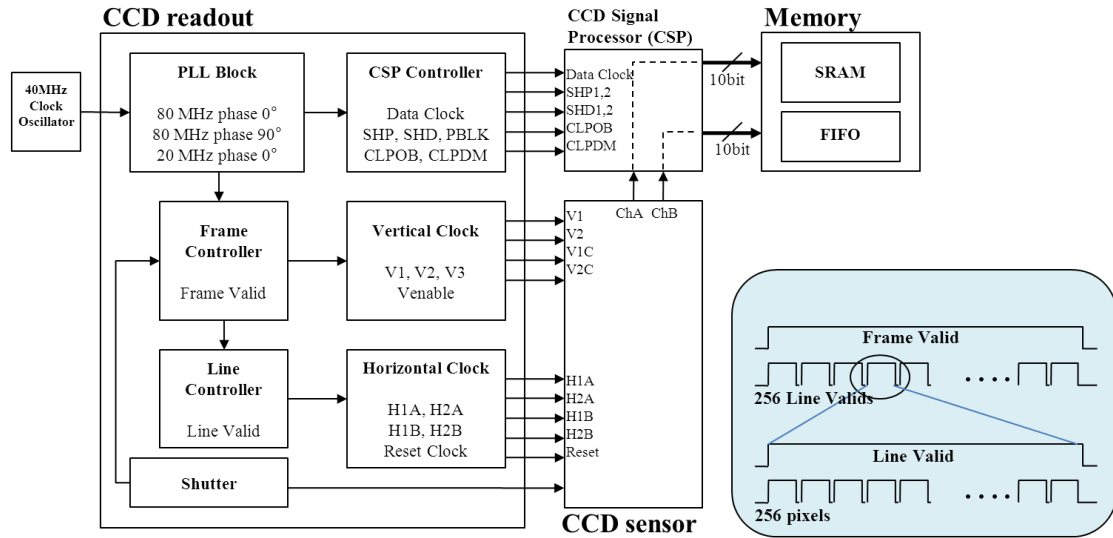 CCD readout
40MHz
Clock
Oscillator
PLL Block
80 MHz phase 0°
80 MHz phase 90°
20 MHz phase 0°
CSP Controller
Data Clock
SHP, SHD, PBLK
CLPOB, CLPDM
Frame
Controller
Frame Valid
Vertical Clock
V1, V2, V3
Venable
Line
Controller
Line Valid
Horizontal Clock
H1A, H2A
H1B, H2B
Reset Clock
Shutter
CCD Signal
Processor (CSP)
Data Clock
SHP1,2
SHD1,2
CLPOB
CLPDM
10bit
10bit
Memory
SRAM
FIFO
ChA ChB
V1
V2
V1C
V2C
H1A
H2A
H1B
H2B
Reset
CCD sensor
Frame Valid
256 Line Valids
Line Valid
256 pixels